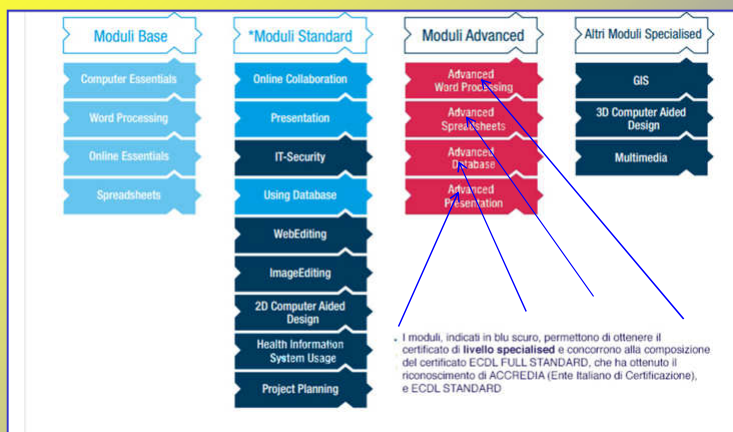 Moduli Base
Computer Essentials
Word Processing
Online Essentials
Spreadsheets
*Moduli Standard
Online Collaboration
Presentation
IT-Security
Using Database
WebEditing
ImageEditing
2D Computer Aided
Design
Health Information
System Usage
Project Planning
Moduli Advanced
Advanced
Word Processing
Advanced
Spreadsheets
Advanced
Database
Advanced
Presentation
Altri Moduli Specialised
GIS
3D Computer Aided
Design
Multimedia
I moduli, indicati in blu scuro, permettono di ottenere il
certificato di livello specialised e concorrono alla composizione
del certificato ECDL FULL STANDARD, che ha ottenuto il
riconoscimento di ACCREDIA (Ente Italiano di Certificazione),
e ECDL STANDARD